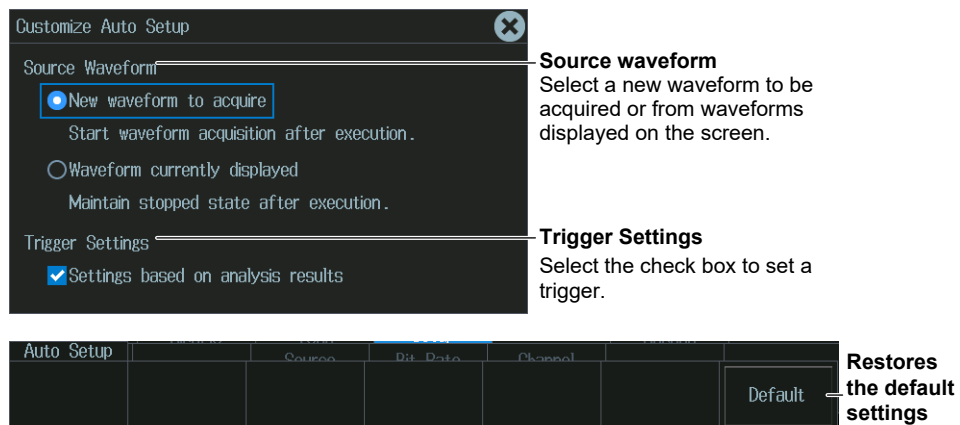 Customize Auto Setup
Source Waveform
Source waveform
Select a new waveform to be
acquired or from waveforms
displayed on the screen.
New waveform to acquire
Start waveform acquisition after execution.
Waveform currently displayed
Maintain stopped state after execution.
Trigger Settings
Trigger Settings
Select the check box to set a
trigger.
Settings based on analysis results
Auto Setup
Source Bit Rate Channel
Default
Restores
the default
settings